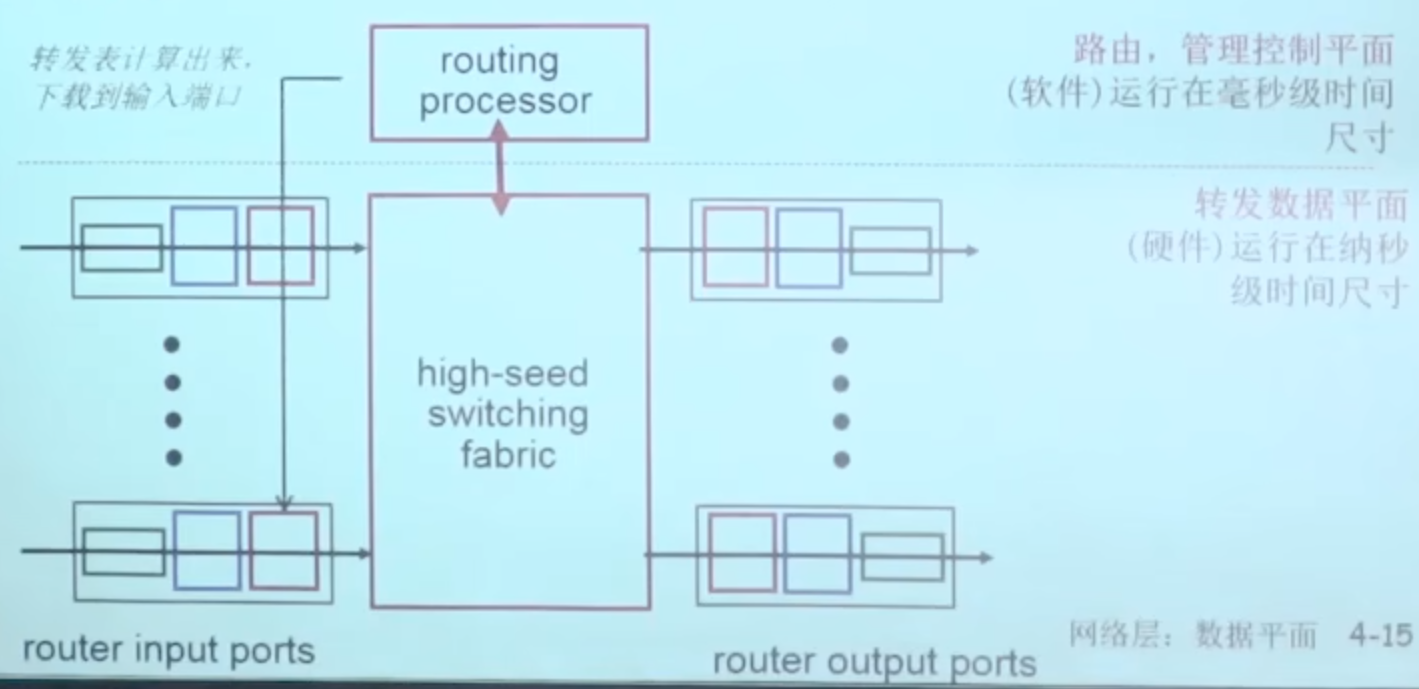 转发表计算出来,
下载到输入端口
routing
processor
路由，管理控制平面
(软件)运行在毫秒级时间
尺寸
转发数据平面
(硬件)运行在纳秒
级时间尺寸
high-seed
switching
fabric
router input ports
router output ports
网络层：数据平面 4-15